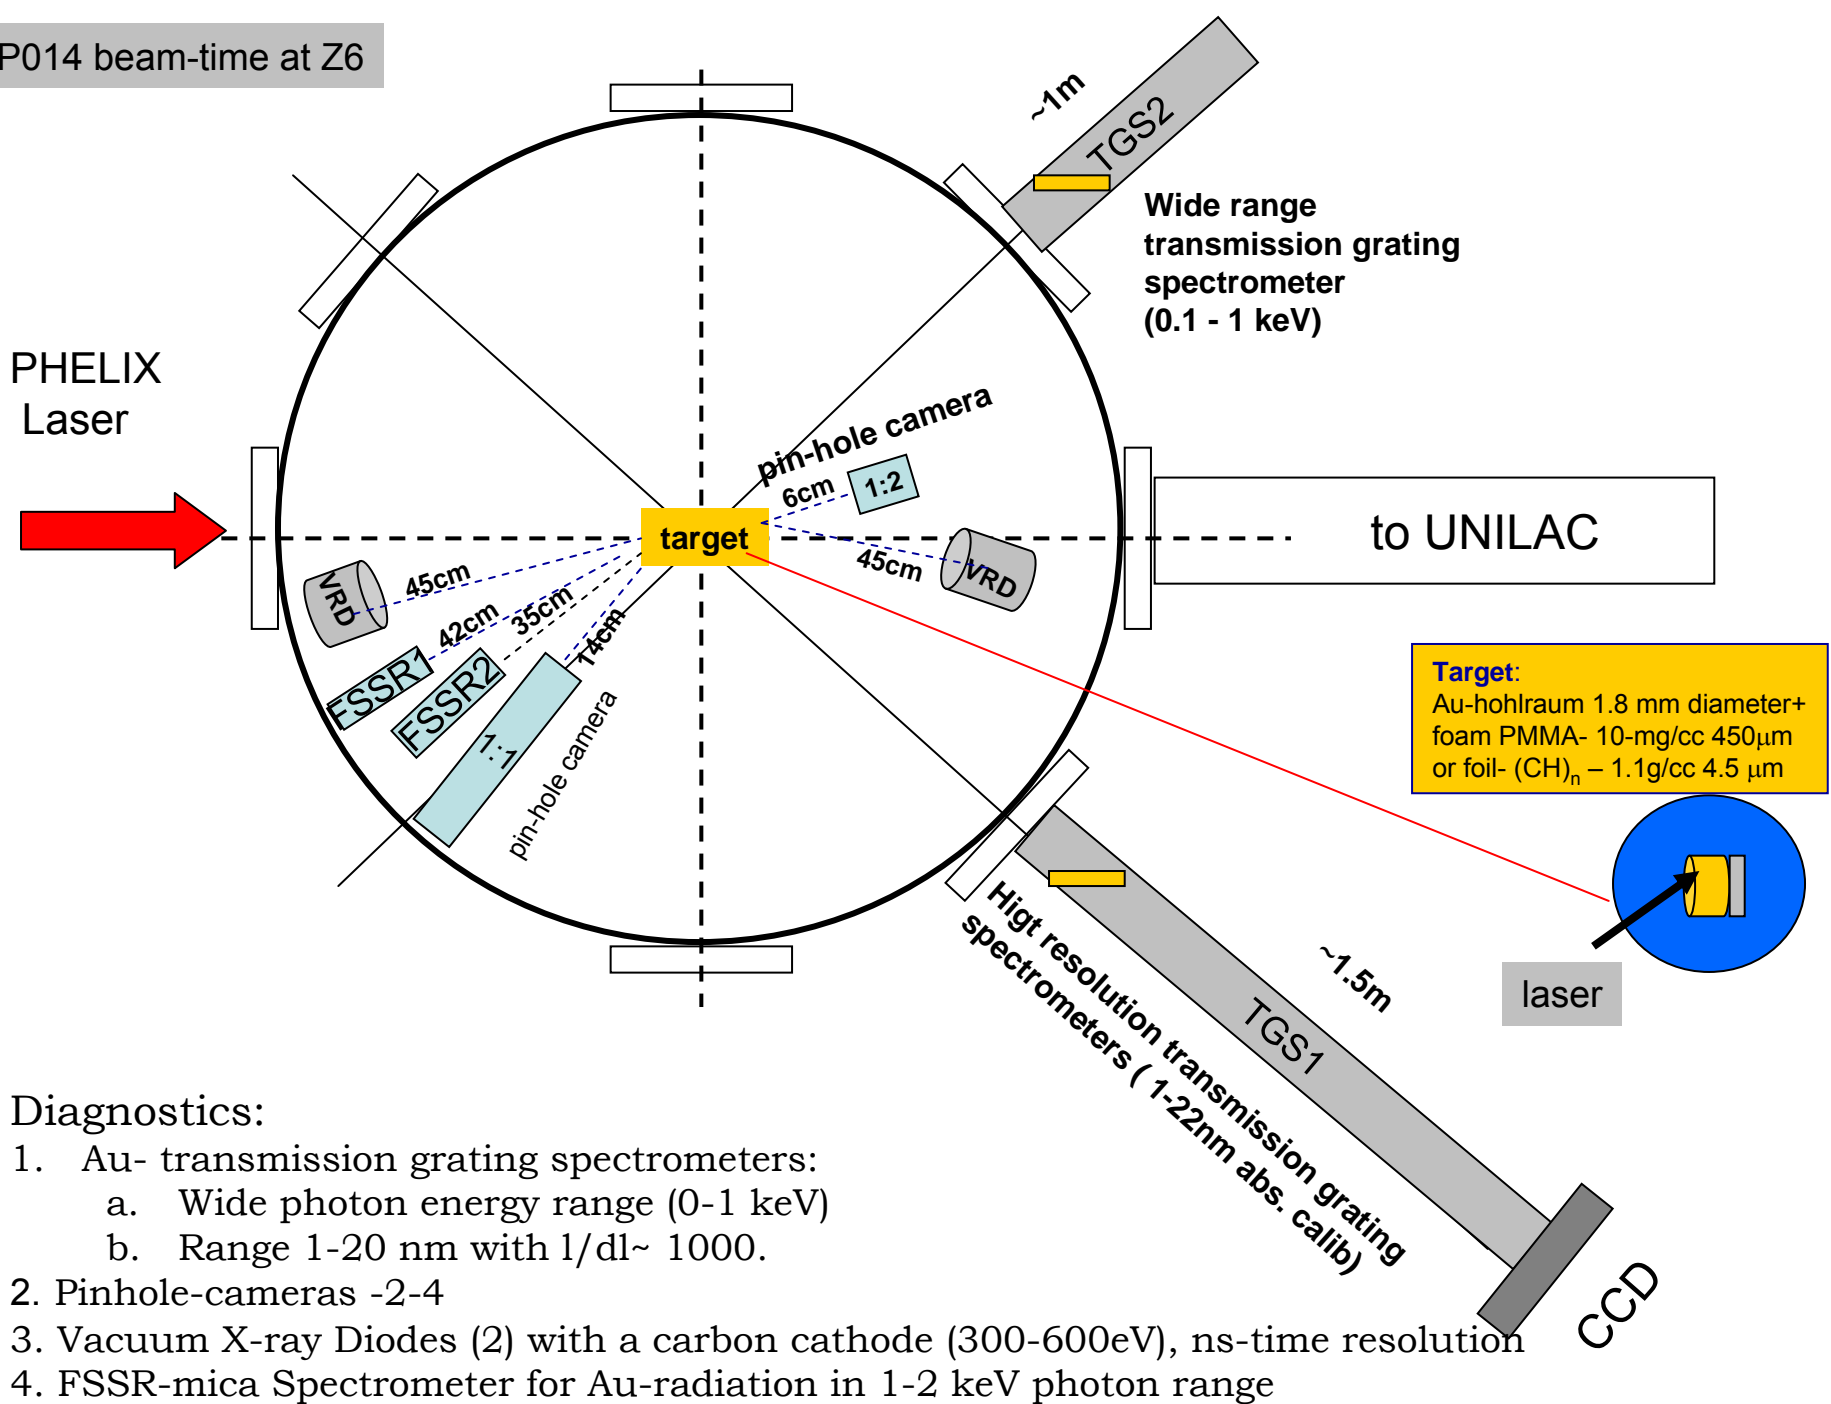 P014 beam-time at Z6
~1m
TGS2
Wide range
transmission grating
spectrometer
(0.1 - 1 keV)
PHELIX
Laser
pin-hole camera
6cm
1:2
target
to UNILAC
45cm
VRD
45cm
VRD
42cm
35cm
14cm
FSSR1
FSSR2
1:1
pin-hole camera
Target:
Au-hohlraum 1.8 mm diameter+
foam PMMA- 10-mg/cc 450μm
or foil- (CH)n – 1.1g/cc 4.5 μm
laser
~1.5m
TGS1
Higt resolution transmission grating
spectrometers ( 1-22nm abs. calib)
CCD
Diagnostics:
1. Au- transmission grating spectrometers:
a. Wide photon energy range (0-1 keV)
b. Range 1-20 nm with l/dl~ 1000.
2. Pinhole-cameras -2-4
3. Vacuum X-ray Diodes (2) with a carbon cathode (300-600eV), ns-time resolution
4. FSSR-mica Spectrometer for Au-radiation in 1-2 keV photon range